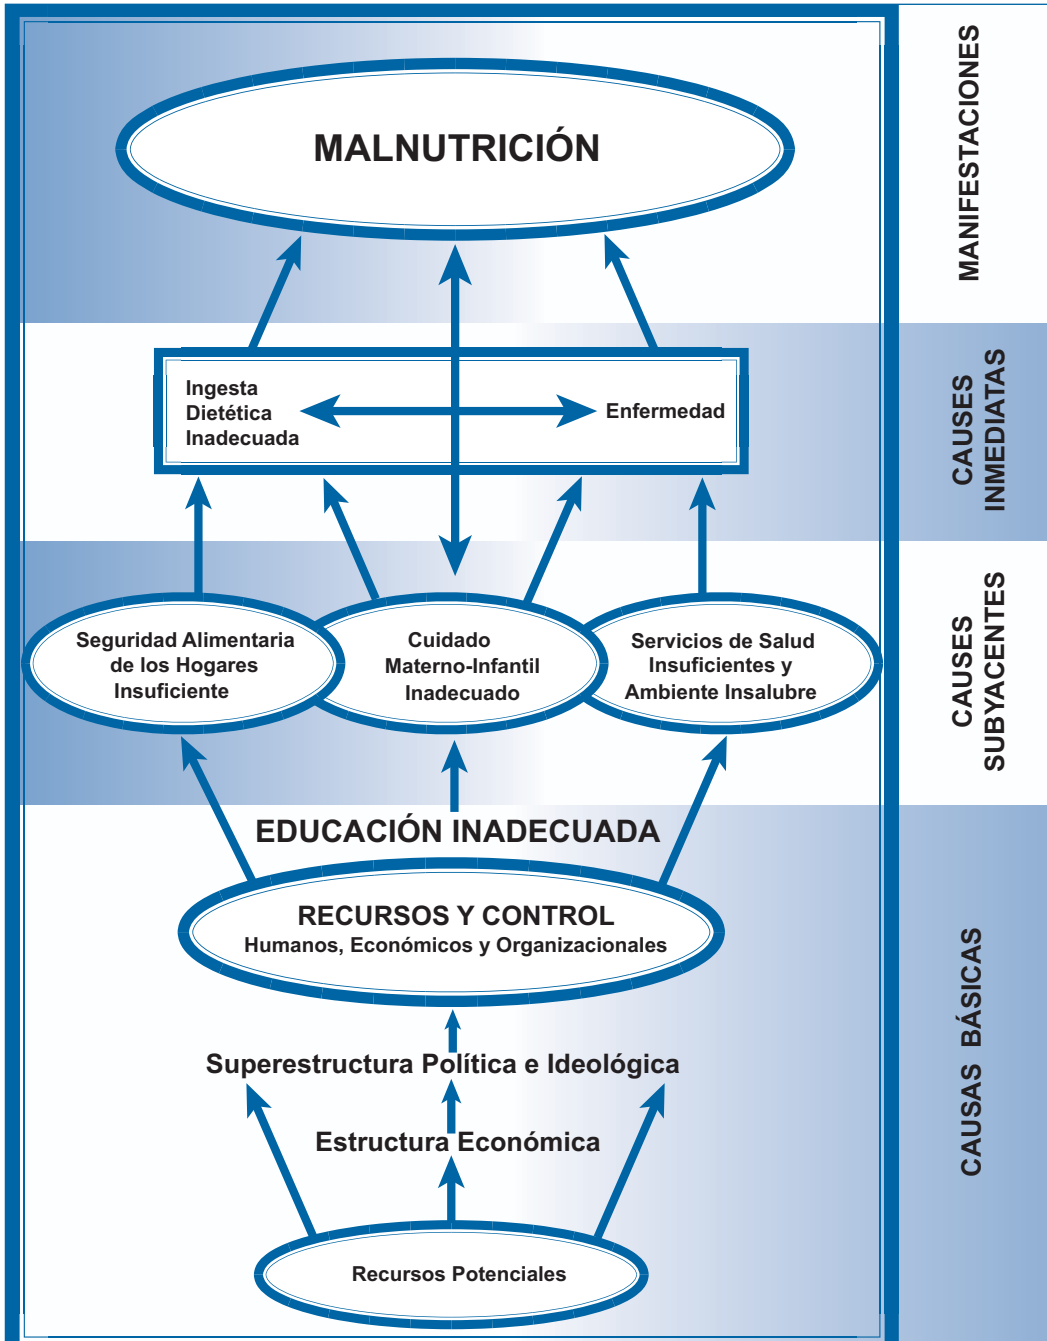 MANIFESTACIONES
MALNUTRICIÓN
CAUSES
INMEDIATAS
Ingesta
Dietética
Inadecuada
Enfermedad
CAUSES
SUBYACENTES
Seguridad Alimentaria
de los Hogares
Insuficiente
Cuidado
Materno-Infantil
Inadecuado
Servicios de Salud
Insuficientes y
Ambiente Insalubre
CAUSAS BÁSICAS
EDUCACIÓN INADECUADA
RECURSOS Y CONTROL
Humanos, Económicos y Organizacionales
Superestructura Política e Ideológica
Estructura Económica
Recursos Potenciales